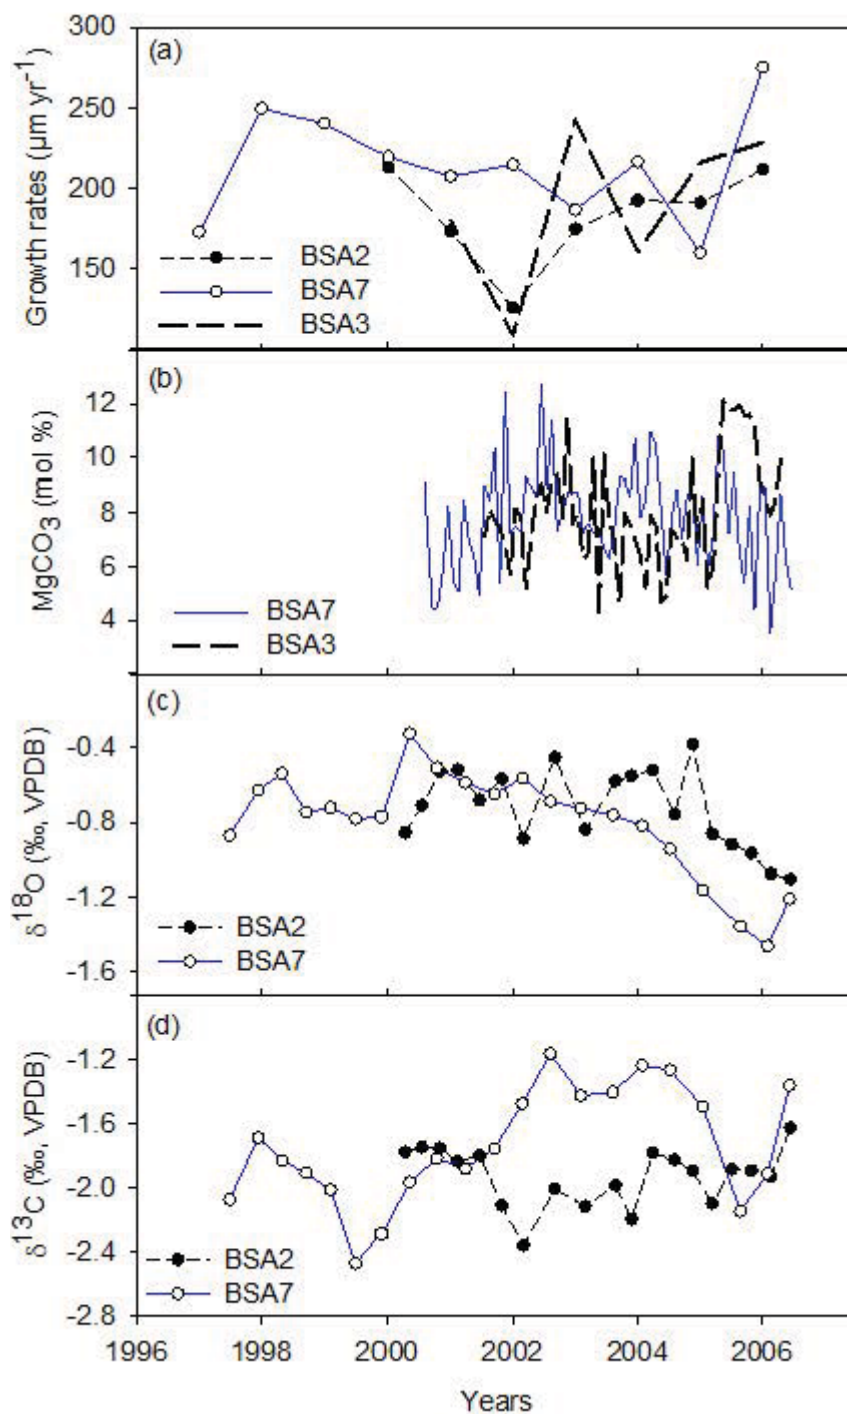 (a)
Growth rates (µm yr⁻¹)
300
250
200
150
BSA2
BSA7
BSA3
(b)
MgCO₃ (mol %)
12
10
8
6
4
BSA7
BSA3
(c)
δ¹⁸O (‰, VPDB)
-0.4
-0.8
-1.2
-1.6
BSA2
BSA7
(d)
δ¹³C (‰, VPDB)
-1.2
-1.6
-2.0
-2.4
-2.8
BSA2
BSA7
1996 1998 2000 2002 2004 2006
Years